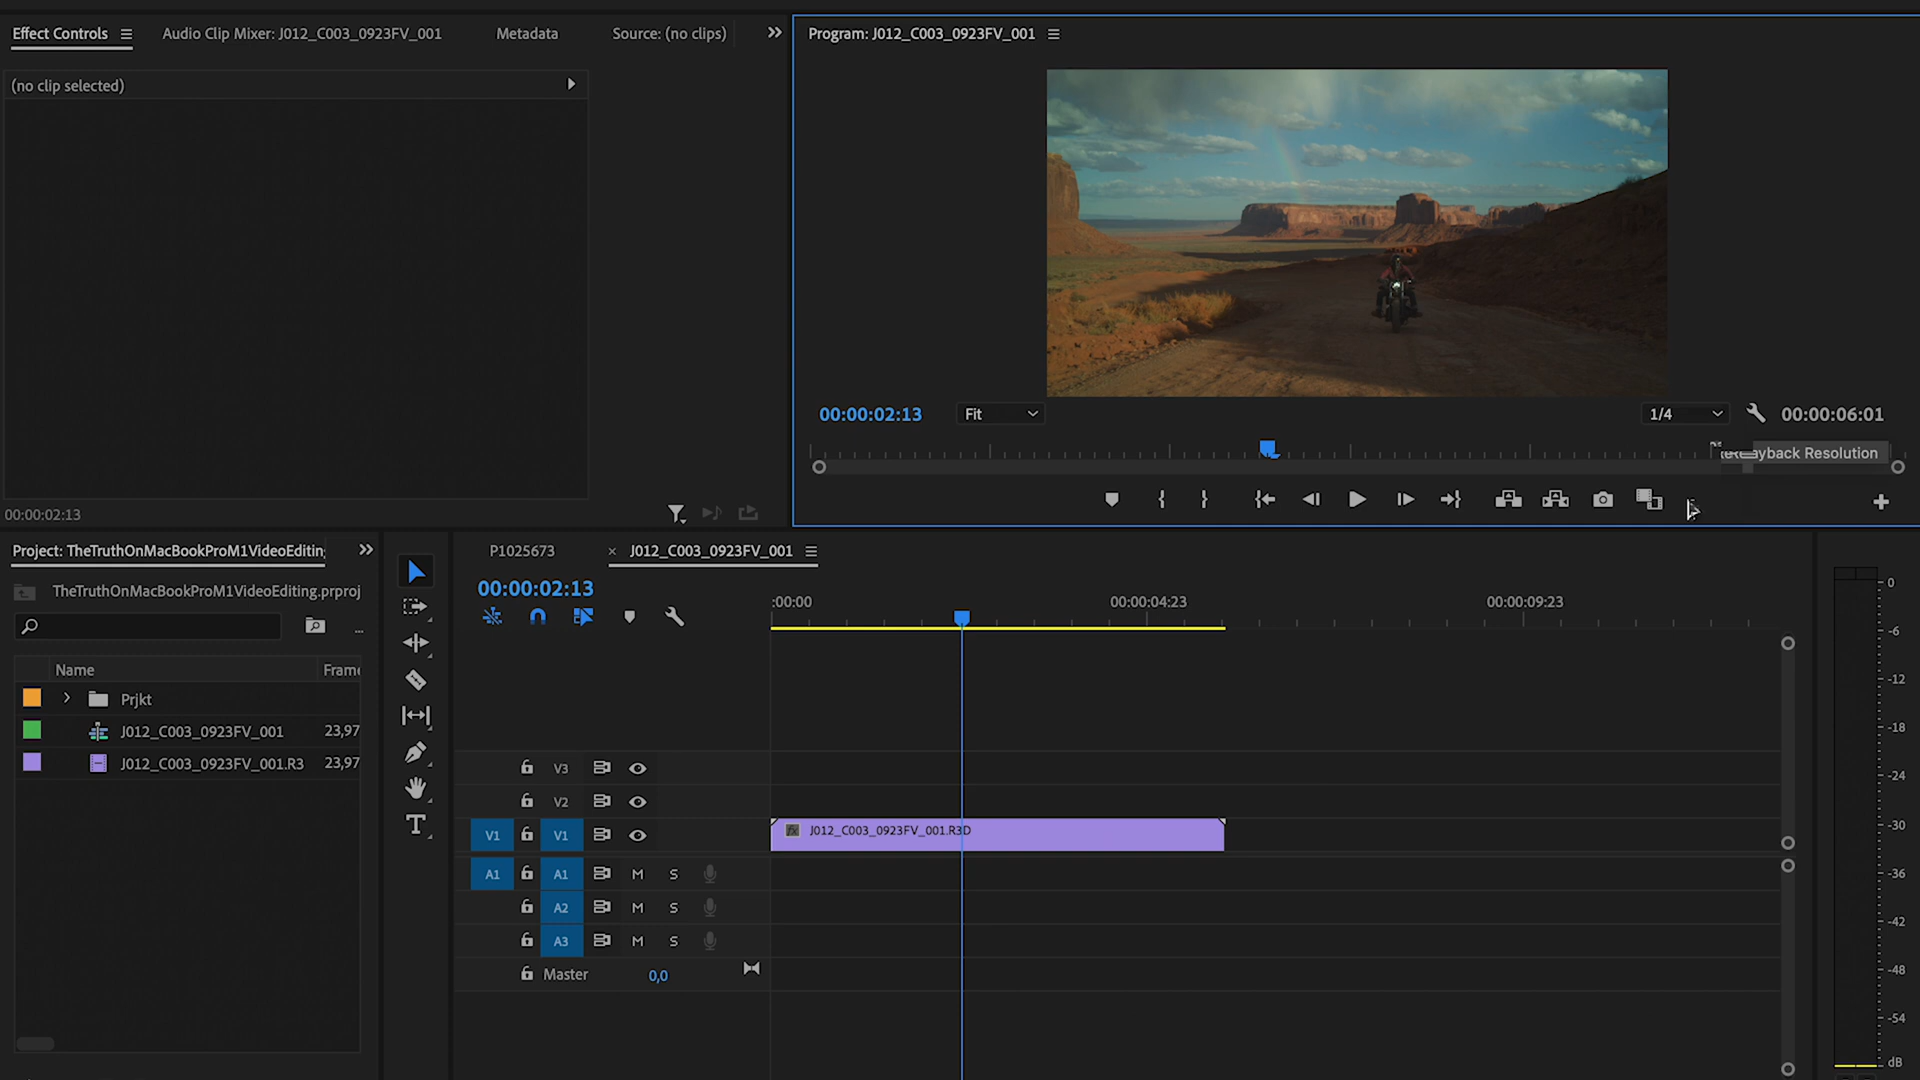 Effect Controls
Audio Clip Mixer: J012_C003_0923FV_001
Metadata
Source: (no clips)
Program: J012_C003_0923FV_001
(no clip selected)
00:00:02:13
Fit
1/4
00:00:06:01
ayback Resolution
00:00:02:13
Project: TheTruthOnMacBookProM1VideoEditin
P1025673
J012_C003_0923FV_001
TheTruthOnMacBookProM1VideoEditing.prproj
00:00:02:13
:00:00
00:00:04:23
00:00:09:23
Name
Frame
Prjkt
J012_C003_0923FV_001
23,97
J012_C003_0923FV_001.R3
23,97
V3
V2
V1
V1
J012_C003_0923FV_001.R3D
A1
A1
M
S
A2
M
S
A3
M
S
Master
0,0
0
-6
-12
-18
-24
-30
-36
-42
-48
-54
dB